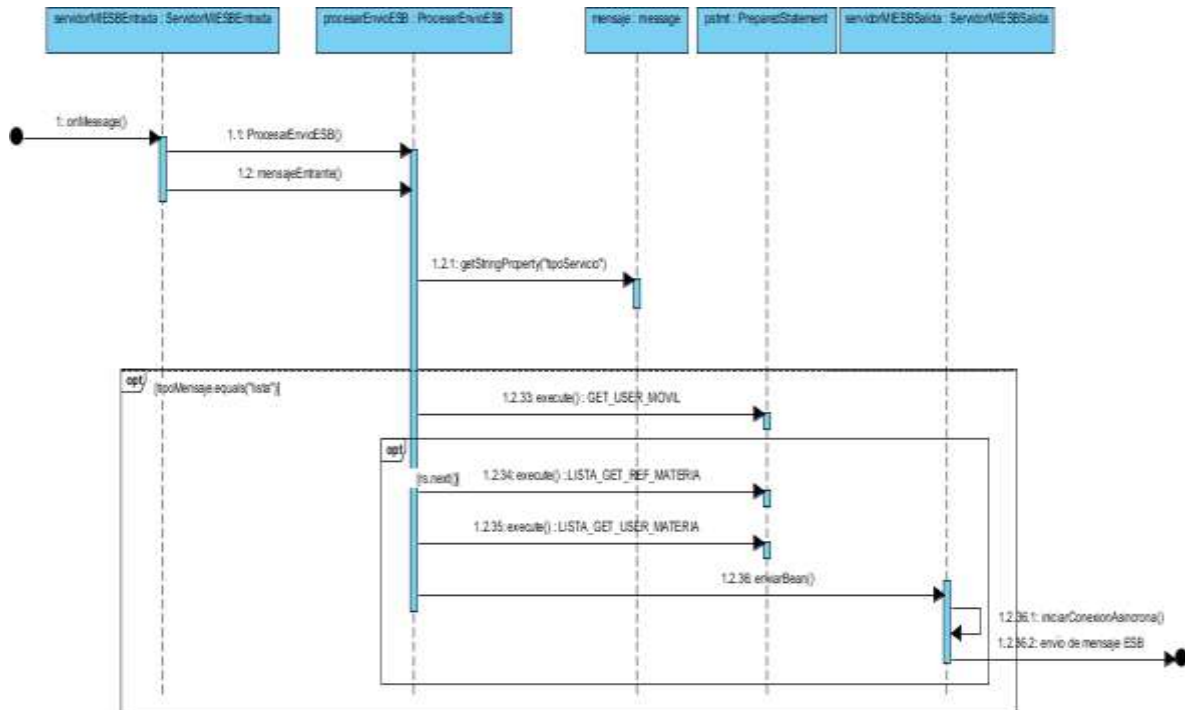 servidorMIESBEntrada : ServidorMIESBEntrada
procesarEnvioESB : ProcesarEnvioESB
mensaje : message
pstmt : PreparedStatement
servidorMIESBSalida : ServidorMIESBSalida
1: onMessage()
1.1: ProcesarEnvioESB()
1.2: mensajeEntrante()
1.2.1: getStringProperty("tipoServicio")
opt
[tipoMensaje.equals("lista")]
1.2.33: execute() : GET_USER_MOVIL
opt
[rs.next()]
1.2.34: execute() : LISTA_GET_REF_MATERIA
1.2.35: execute() : LISTA_GET_USER_MATERIA
1.2.36: enviarBean()
1.2.36.1: iniciarConexionAsincrona()
1.2.36.2: envio de mensaje ESB